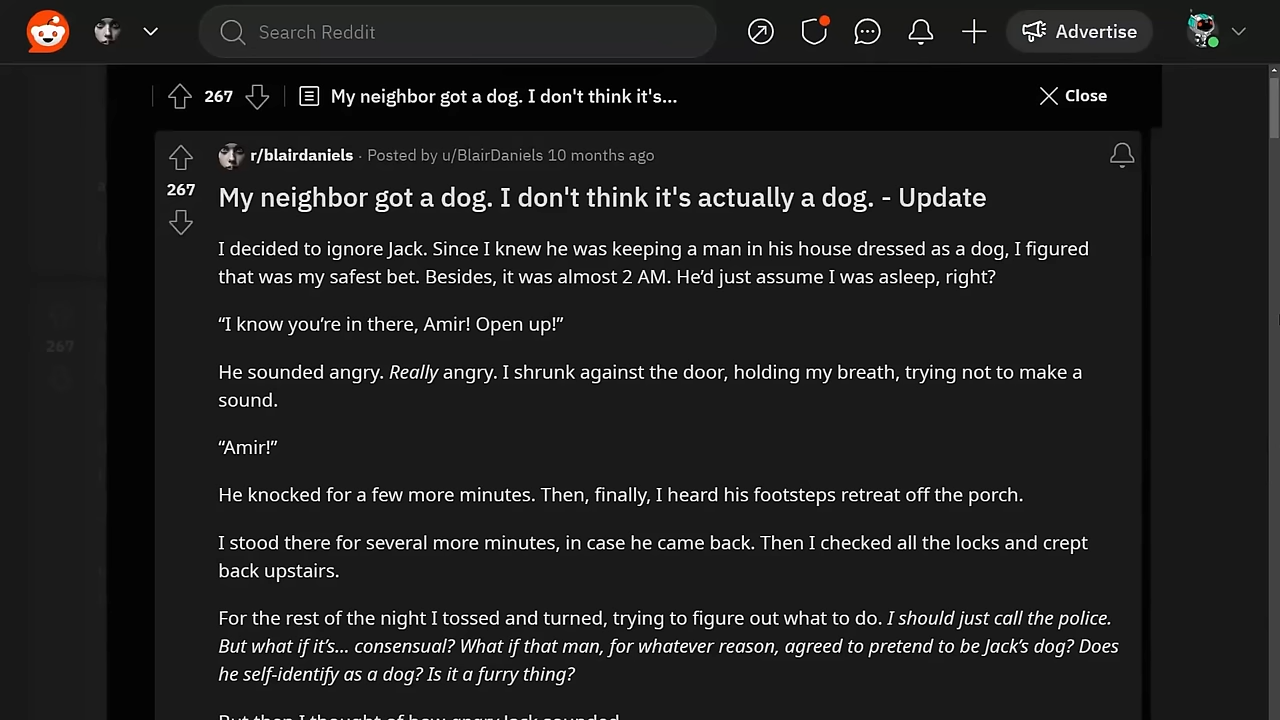 Search Reddit
Advertise
267
My neighbor got a dog. I don't think it's...
Close
r/blairdaniels · Posted by u/BlairDaniels 10 months ago
267
My neighbor got a dog. I don't think it's actually a dog. - Update
I decided to ignore Jack. Since I knew he was keeping a man in his house dressed as a dog, I figured
that was my safest bet. Besides, it was almost 2 AM. He’d just assume I was asleep, right?
“I know you’re in there, Amir! Open up!”
He sounded angry. Really angry. I shrunk against the door, holding my breath, trying not to make a
sound.
“Amir!”
He knocked for a few more minutes. Then, finally, I heard his footsteps retreat off the porch.
I stood there for several more minutes, in case he came back. Then I checked all the locks and crept
back upstairs.
For the rest of the night I tossed and turned, trying to figure out what to do. I should just call the police.
But what if it’s... consensual? What if that man, for whatever reason, agreed to pretend to be Jack’s dog? Does
he self-identify as a dog? Is it a furry thing?
But then I thought of how angry Jack sounded
267